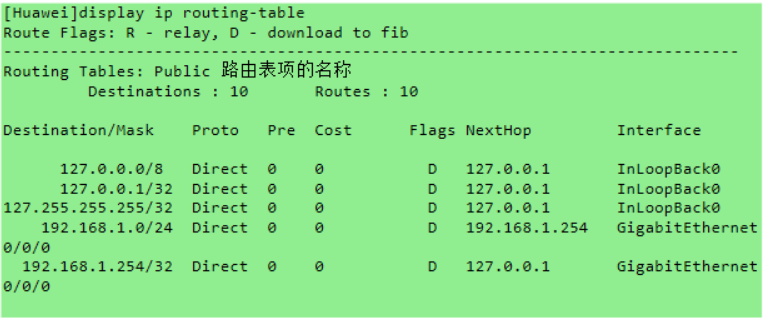 [Huawei]display ip routing-table
Route Flags: R - relay, D - download to fib
------------------------------------------------------------------------------
Routing Tables: Public 路由表项的名称
         Destinations : 10       Routes : 10

Destination/Mask    Proto   Pre  Cost      Flags NextHop         Interface

      127.0.0.0/8   Direct  0    0           D   127.0.0.1       InLoopBack0
      127.0.0.1/32  Direct  0    0           D   127.0.0.1       InLoopBack0
127.255.255.255/32  Direct  0    0           D   127.0.0.1       InLoopBack0
    192.168.1.0/24  Direct  0    0           D   192.168.1.254   GigabitEthernet
0/0/0
  192.168.1.254/32  Direct  0    0           D   127.0.0.1       GigabitEthernet
0/0/0